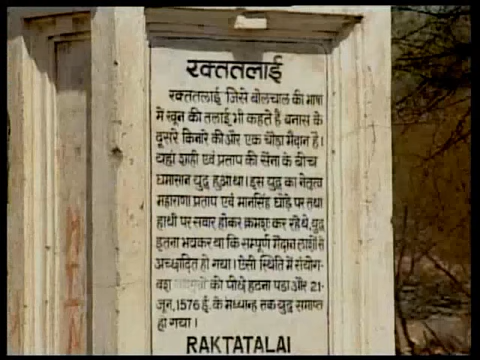 रक्ततलाई
रक्ततलाई जिसे बोलचाल की भाषा
में खून की तलाई भी कहते है बनास के
दूसरे किनारे की और एक चौड़ा मैदान है।
यहां शाही एवं प्रताप की सेना के बीच
घमासान युद्ध हुआ था। इस युद्ध का नेतृत्व
महाराणा प्रताप एवं मानसिंह घोड़े पर तथा
हाथी पर सवार होकर क्रमशः कर रहे थे, युद्ध
इतना भयंकर था कि सम्पूर्ण मैदान लाशों से
अच्छादित हो गया। ऐसी स्थिति में संयोग-
वश को पीछे हटना पड़ा और 21-
जून, 1576 ई. के मध्यान्ह तक युद्ध समाप्त
हो गया।
RAKTATALAI